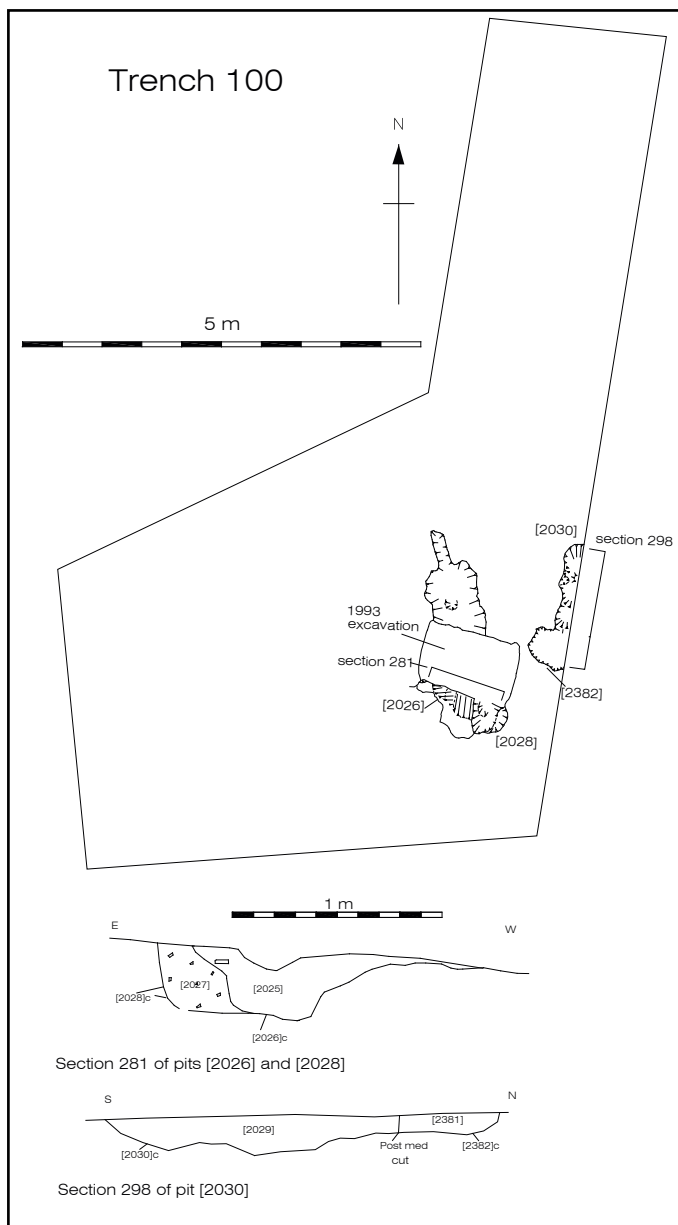 Trench 100
N
5 m
[2030]
section 298
1993
excavation
section 281
[2382]
[2026]
[2028]
1 m
E
W
[2027]
[2025]
[2028]c
[2026]c
Section 281 of pits [2026] and [2028]
S
N
[2029]
[2381]
[2030]c
Post med
cut
[2382]c
Section 298 of pit [2030]